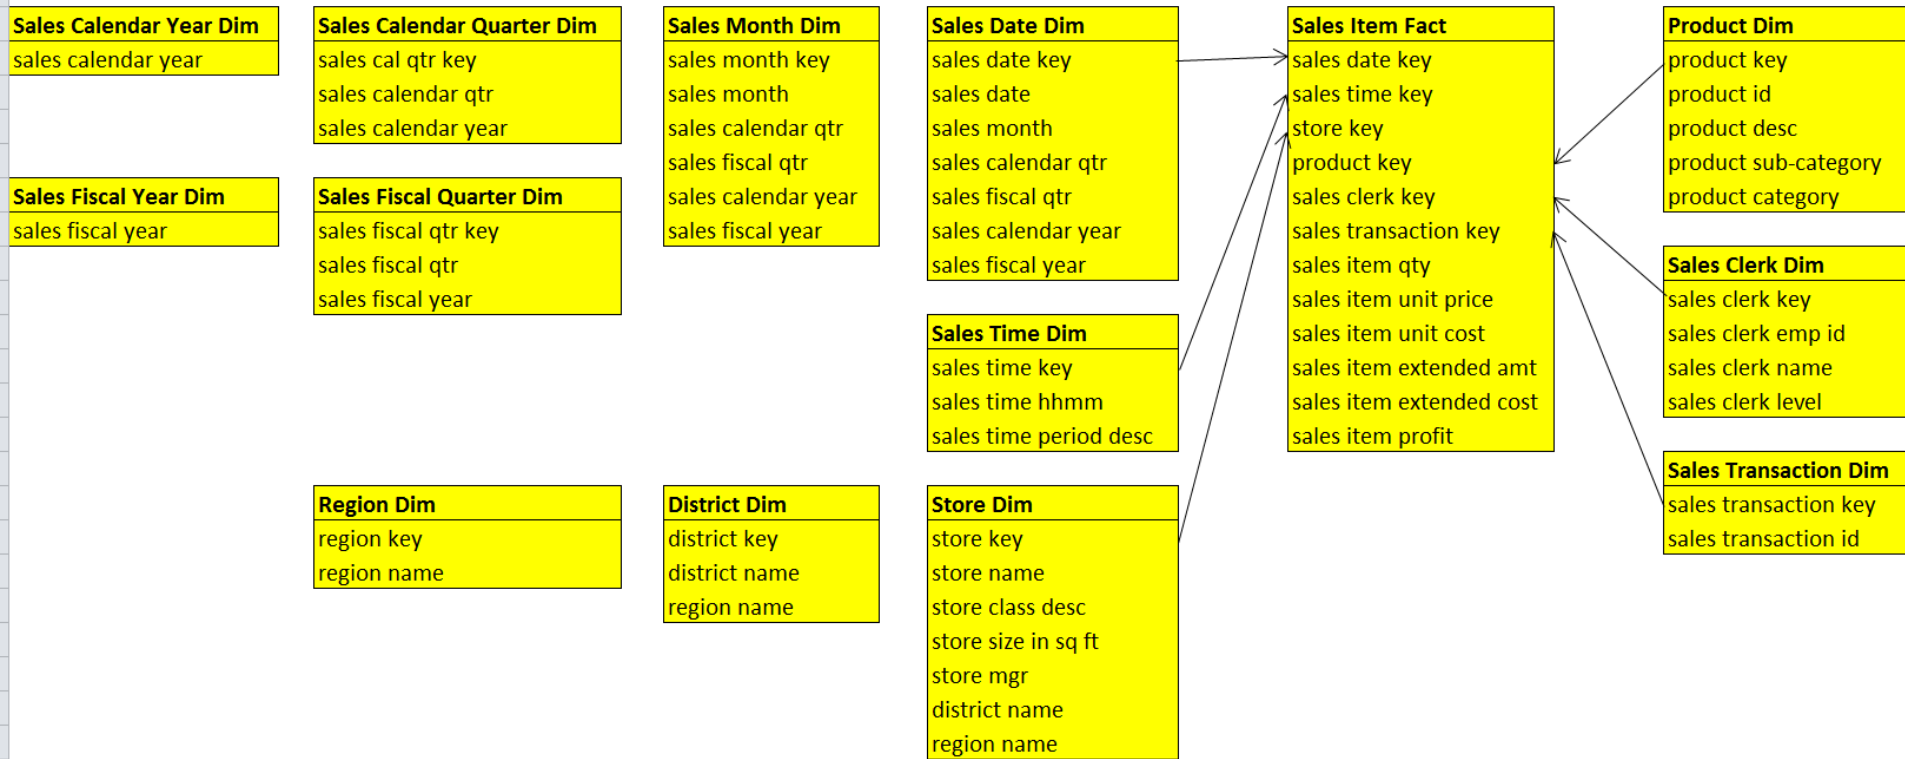 Sales Calendar Year Dim
sales calendar year
Sales Fiscal Year Dim
sales fiscal year
Sales Calendar Quarter Dim
sales cal qtr key
sales calendar qtr
sales calendar year
Sales Fiscal Quarter Dim
sales fiscal qtr key
sales fiscal qtr
sales fiscal year
Region Dim
region key
region name
Sales Month Dim
sales month key
sales month
sales calendar qtr
sales fiscal qtr
sales calendar year
sales fiscal year
District Dim
district key
district name
region name
Sales Date Dim
sales date key
sales date
sales month
sales calendar qtr
sales fiscal qtr
sales calendar year
sales fiscal year
Sales Time Dim
sales time key
sales time hhmm
sales time period desc
Store Dim
store key
store name
store class desc
store size in sq ft
store mgr
district name
region name
Sales Item Fact
sales date key
sales time key
store key
product key
sales clerk key
sales transaction key
sales item qty
sales item unit price
sales item unit cost
sales item extended amt
sales item extended cost
sales item profit
Product Dim
product key
product id
product desc
product sub-category
product category
Sales Clerk Dim
sales clerk key
sales clerk emp id
sales clerk name
sales clerk level
Sales Transaction Dim
sales transaction key
sales transaction id